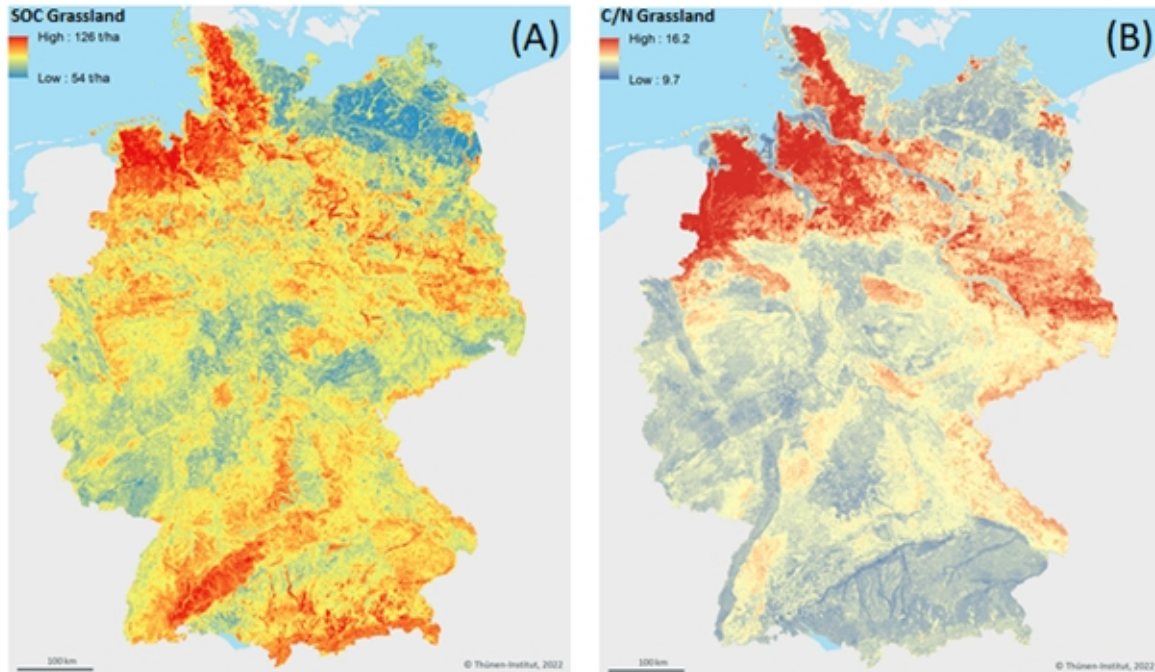 SOC Grassland
High : 126 t/ha
Low : 54 t/ha
(A)
100 km
© Thünen-Institut, 2022
C/N Grassland
High : 16.2
Low : 9.7
(B)
100 km
© Thünen-Institut, 2022